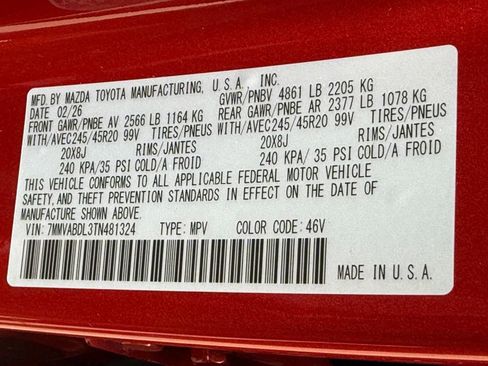 MFD. BY MAZDA TOYOTA MANUFACTURING, U.S.A., INC.
DATE 02/26 GVWR/PNBV 4861 LB 2205 KG
FRONT GAWR/PNBE AV 2566 LB 1164 KG REAR GAWR/PNBE AR 2377 LB 1078 KG
WITH/AVEC245/45R20 99V TIRES/PNEUS WITH/AVEC245/45R20 99V TIRES/PNEUS
20X8J RIMS/JANTES 20X8J RIMS/JANTES
240 KPA/35 PSI COLD/A FROID 240 KPA/35 PSI COLD/A FROID
THIS VEHICLE CONFORMS TO ALL APPLICABLE FEDERAL MOTOR VEHICLE
SAFETY, AND THEFT PREVENTION STANDARDS IN EFFECT ON THE DATE OF
MANUFACTURE SHOWN ABOVE.
VIN: 7MMVABDL3TN481324 TYPE: MPV COLOR CODE: 46V
MADE IN U.S.A.